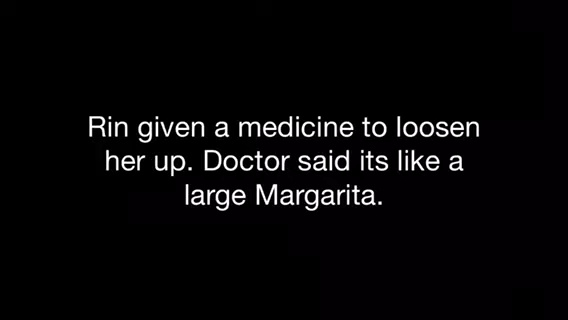 Rin given a medicine to loosen
her up. Doctor said its like a
large Margarita.